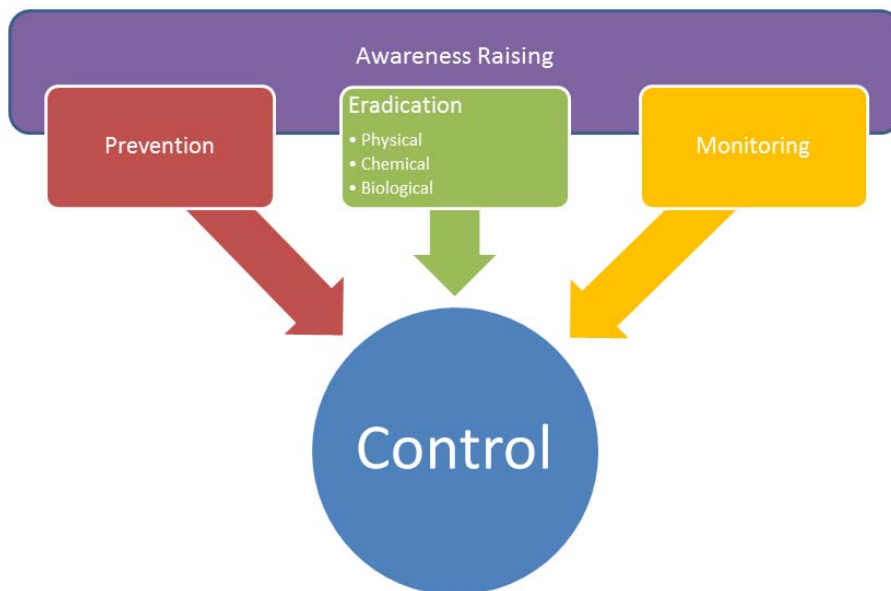 Awareness Raising
Prevention
Eradication
• Physical
• Chemical
• Biological
Monitoring
Control